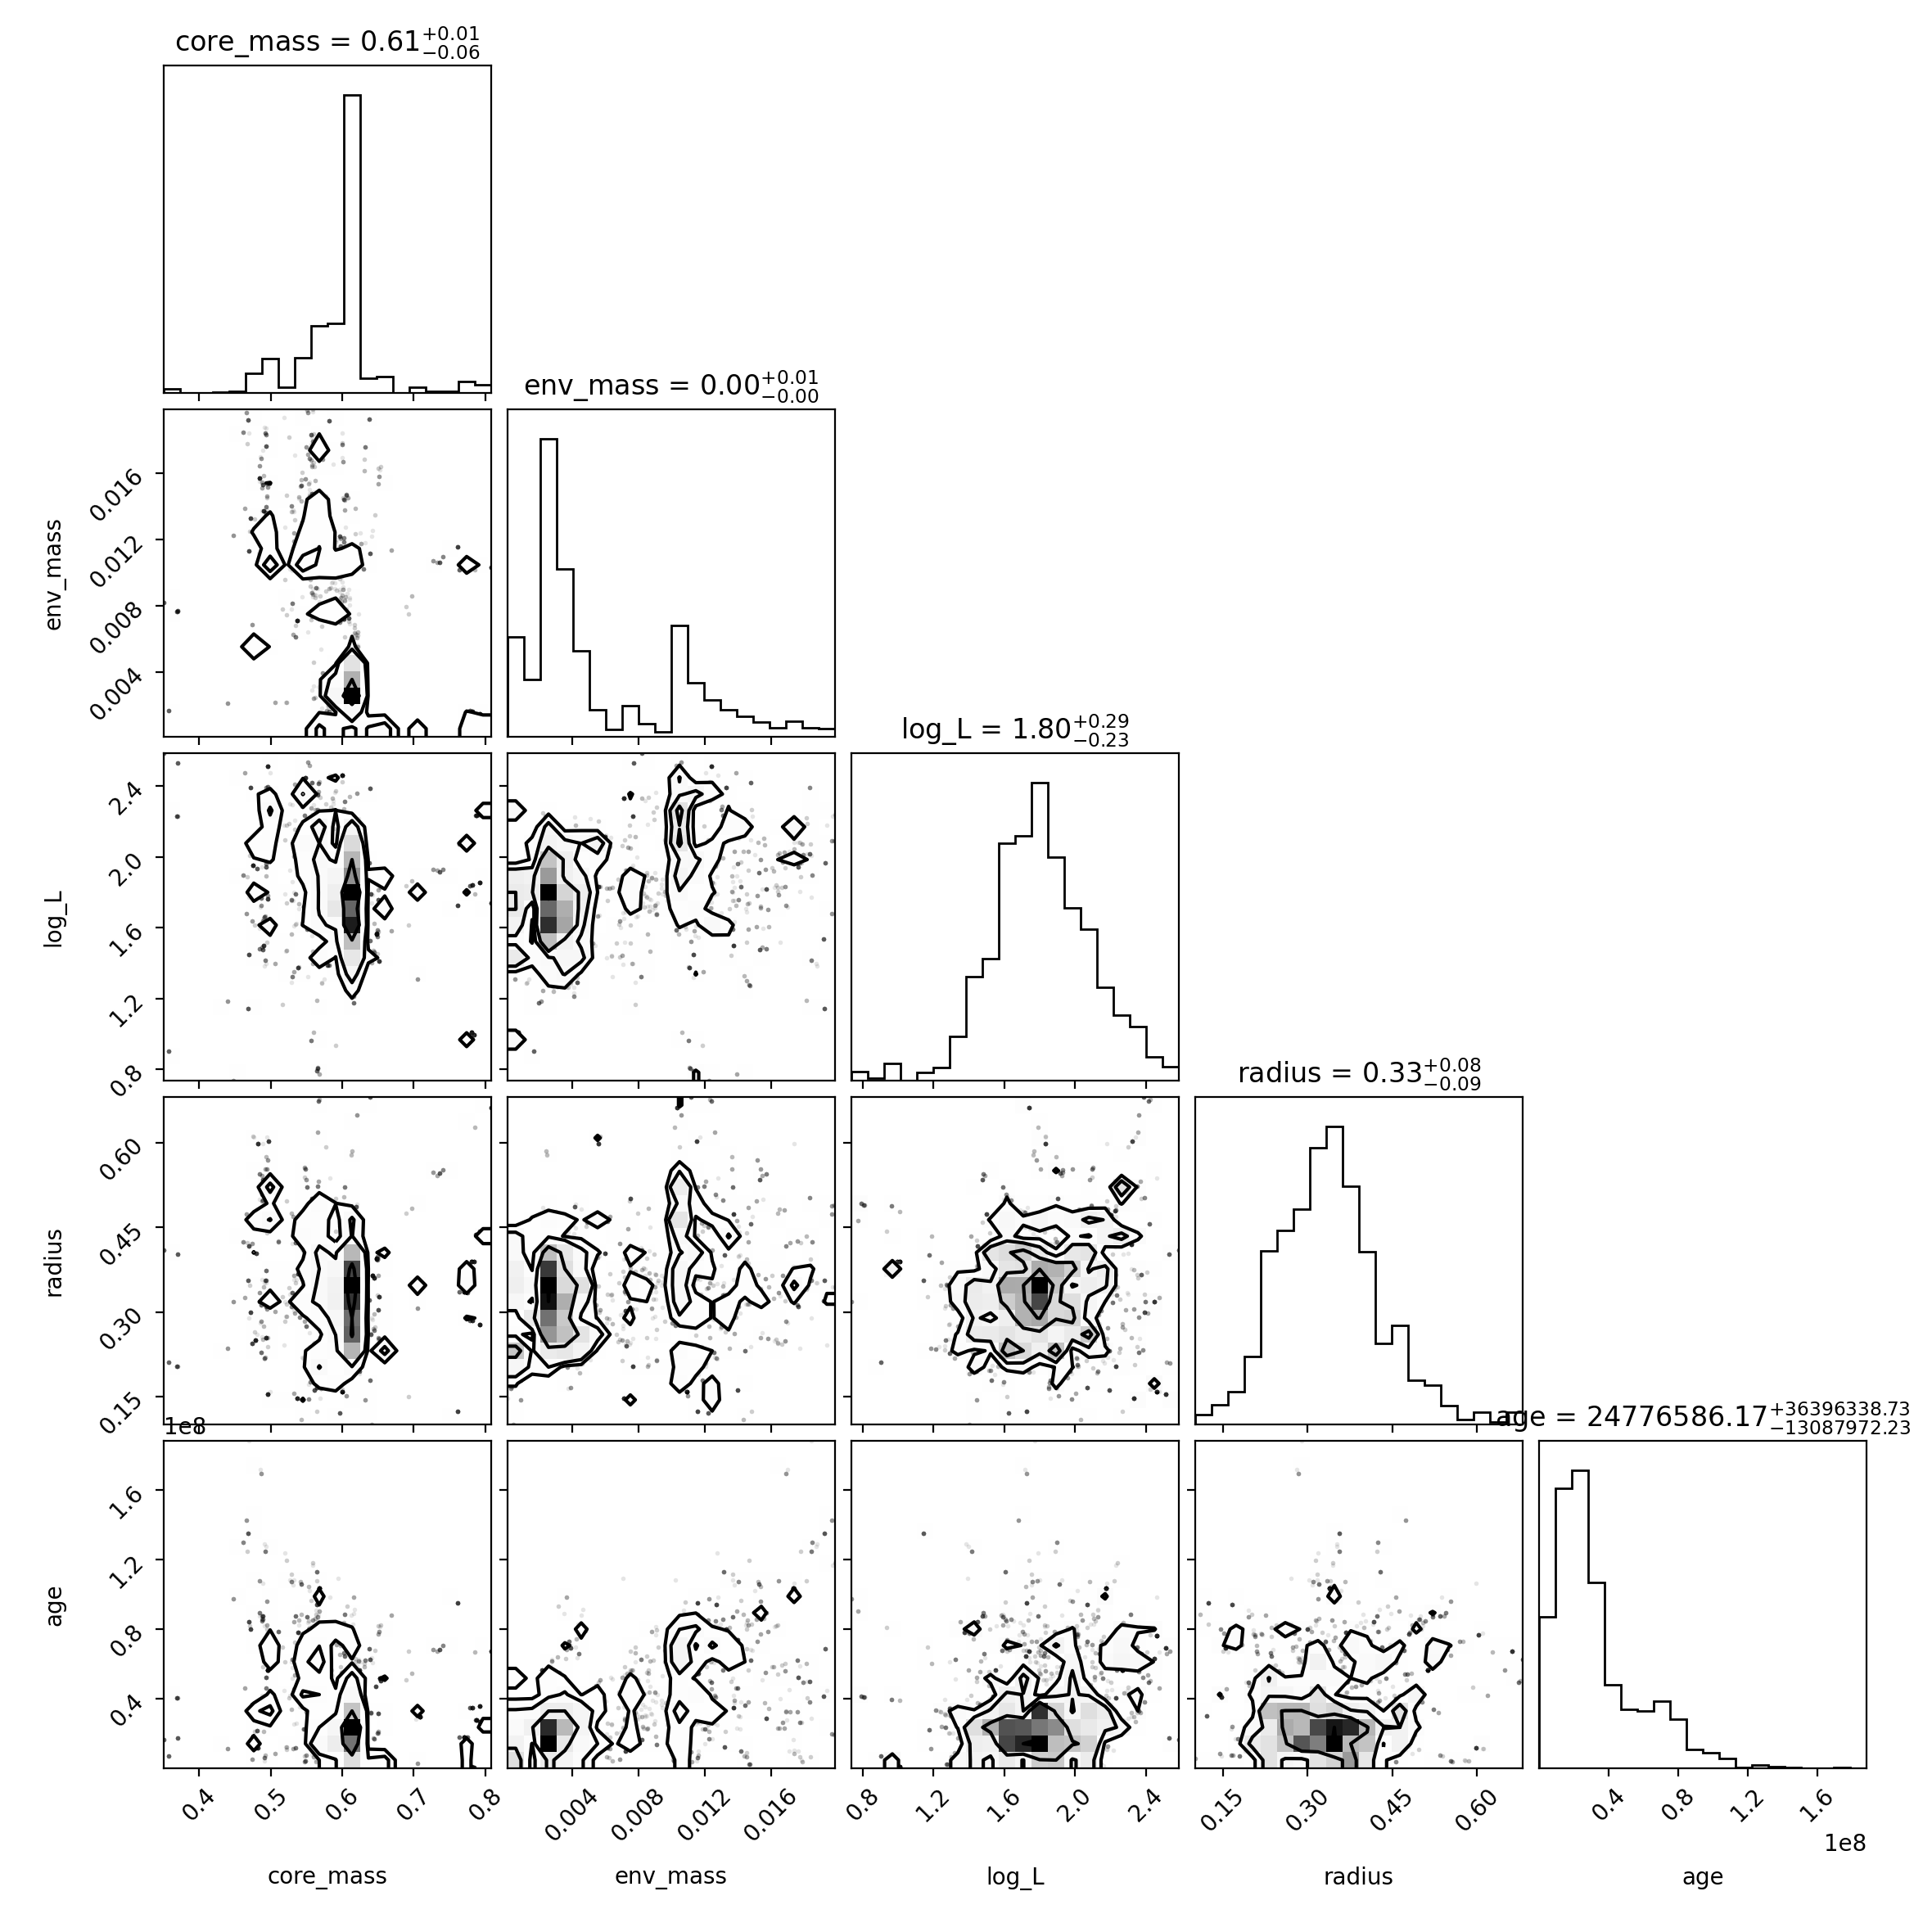 core_mass = 0.61 +0.01 −0.06
env_mass = 0.00 +0.01 −0.00
0.016
0.012
0.008
0.004
env_mass
log_L = 1.80 +0.29 −0.23
2.4
2.0
1.6
1.2
0.8
log_L
radius = 0.33 +0.08 −0.09
0.60
0.45
0.30
0.15
radius
1e8
age = 24776586.17 +36396338.73 −13087972.23
1.6
1.2
0.8
0.4
age
0.4 0.5 0.6 0.7 0.8
0.004 0.008 0.012 0.016
0.8 1.2 1.6 2.0 2.4
0.15 0.30 0.45 0.60
0.4 0.8 1.2 1.6
1e8
core_mass env_mass log_L radius age